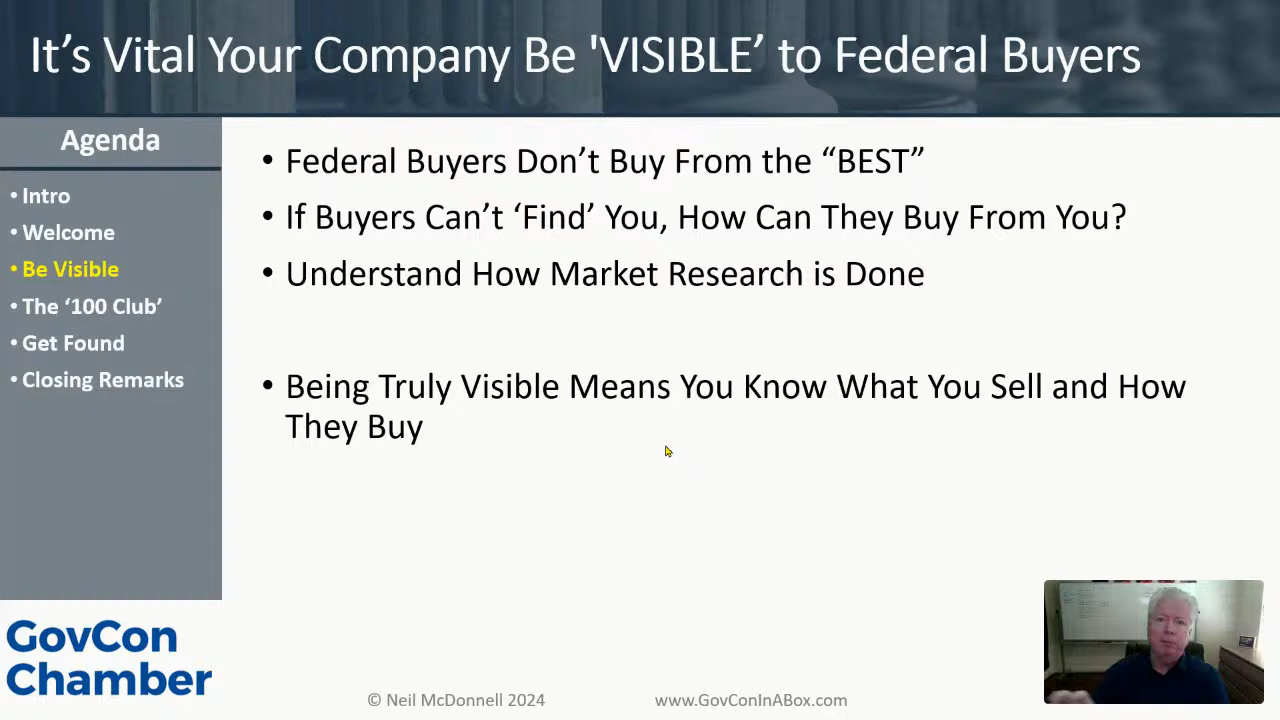 It's Vital Your Company Be 'VISIBLE’ to Federal Buyers
Agenda
• Intro
• Welcome
• Be Visible
• The ‘100 Club’
• Get Found
• Closing Remarks
• Federal Buyers Don’t Buy From the “BEST”
• If Buyers Can’t ‘Find’ You, How Can They Buy From You?
• Understand How Market Research is Done
• Being Truly Visible Means You Know What You Sell and How
They Buy
GovCon
Chamber
© Neil McDonnell 2024
www.GovConInABox.com